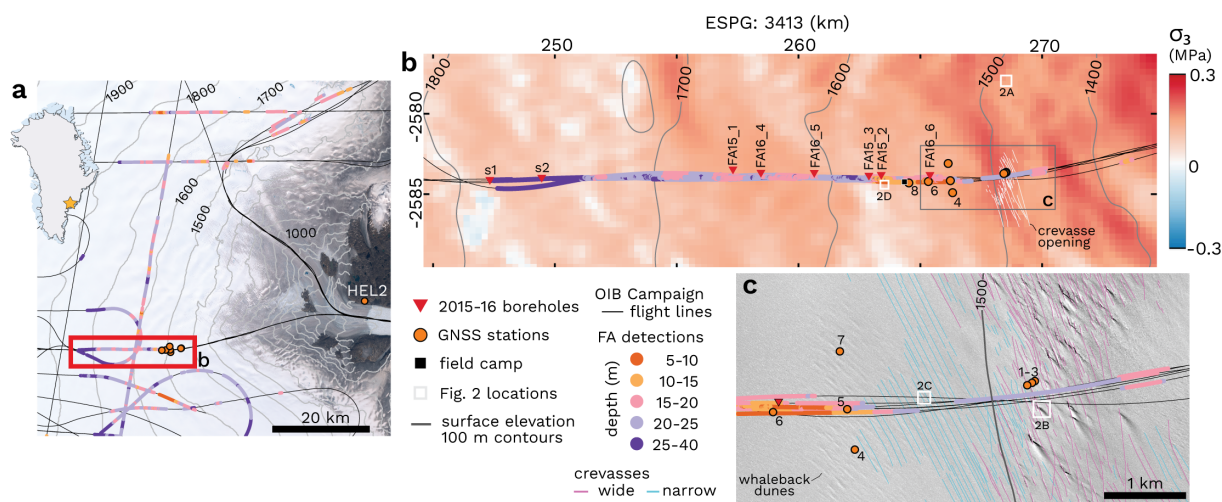 a
1900
1800
1700
1600
1500
1000
HEL2
b
20 km
ESPG: 3413 (km)
250
260
270
b
-2580
-2585
1800
1700
1600
1500
1400
s1
s2
FA15_1
FA16_4
FA16_5
FA15_3
FA15_2
FA16_6
2A
2D
8
6
4
C
crevasse
opening
σ3
(MPa)
0.3
-0.3
2015-16 boreholes
GNSS stations
field camp
Fig. 2 locations
surface elevation
100 m contours
OIB Campaign
flight lines
FA detections
depth (m)
5-10
10-15
15-20
20-25
25-40
crevasses
wide
narrow
c
1500
7
1-3
2C
2B
5
6
4
whaleback
dunes
1 km